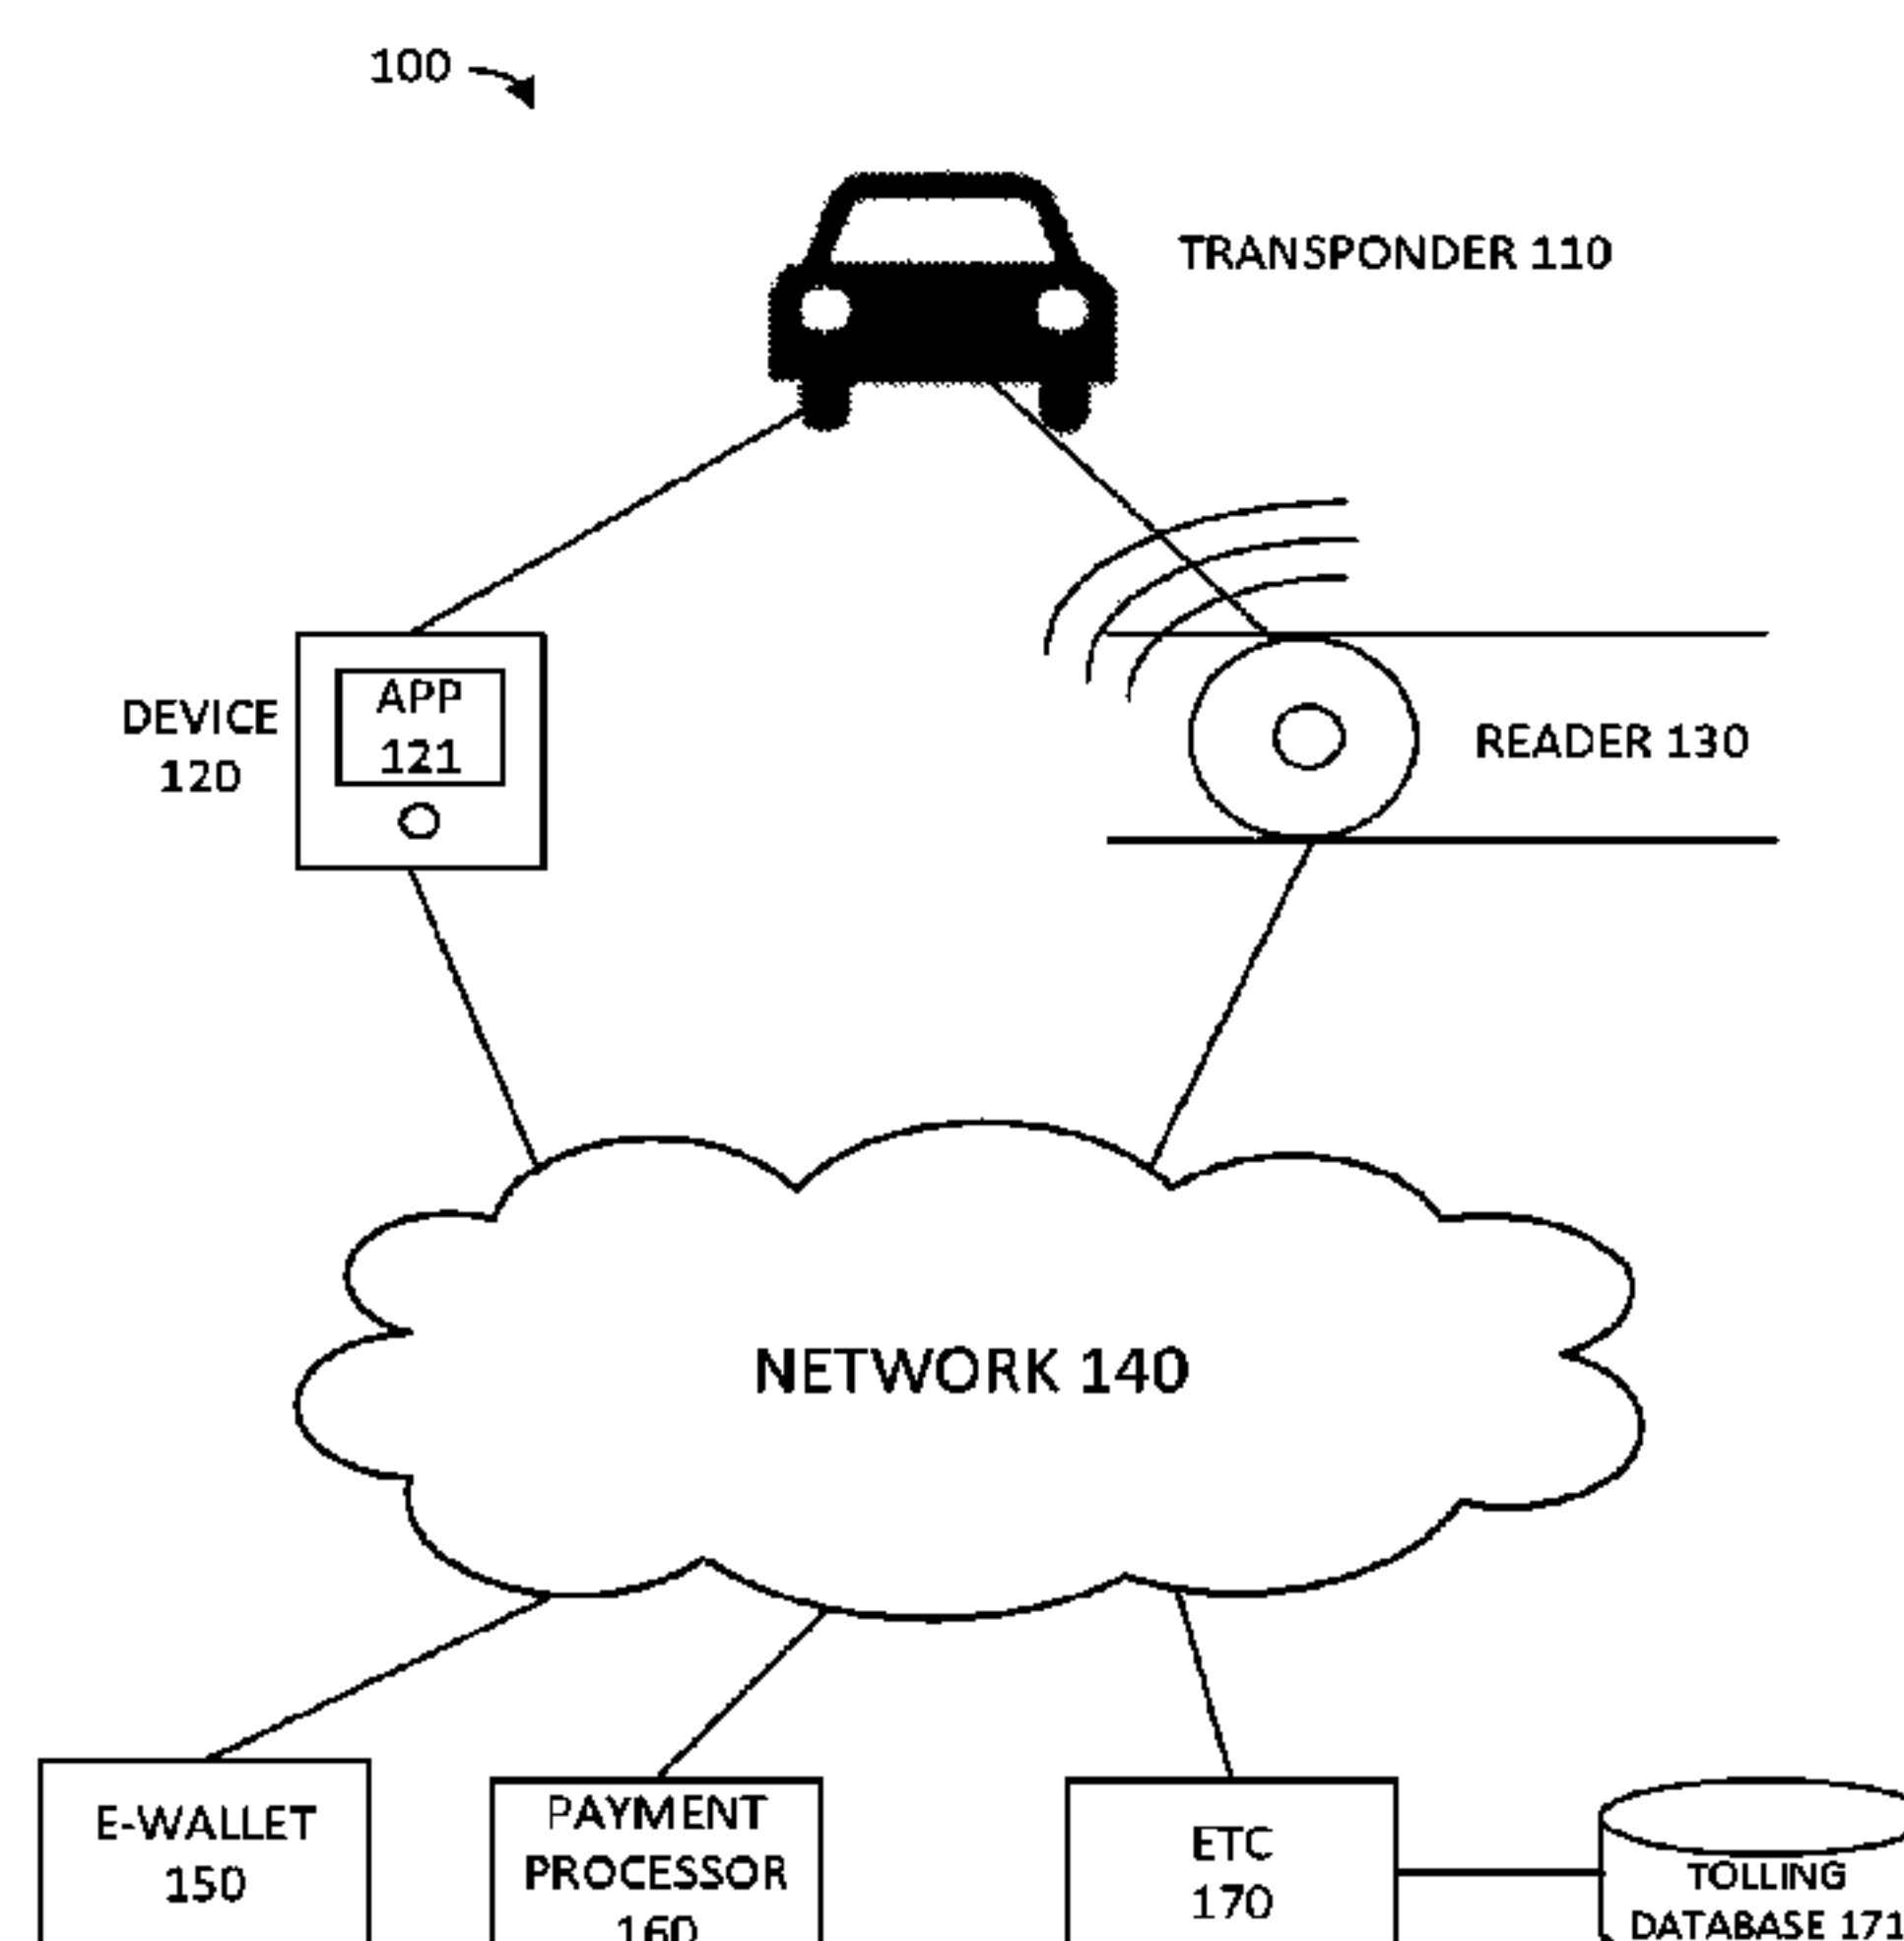 100
TRANSPONDER 110
APP
121
DEVICE
120
READER 130
NETWORK 140
E-WALLET
150
PAYMENT
PROCESSOR
160
ETC
170
TOLLING
DATABASE 171